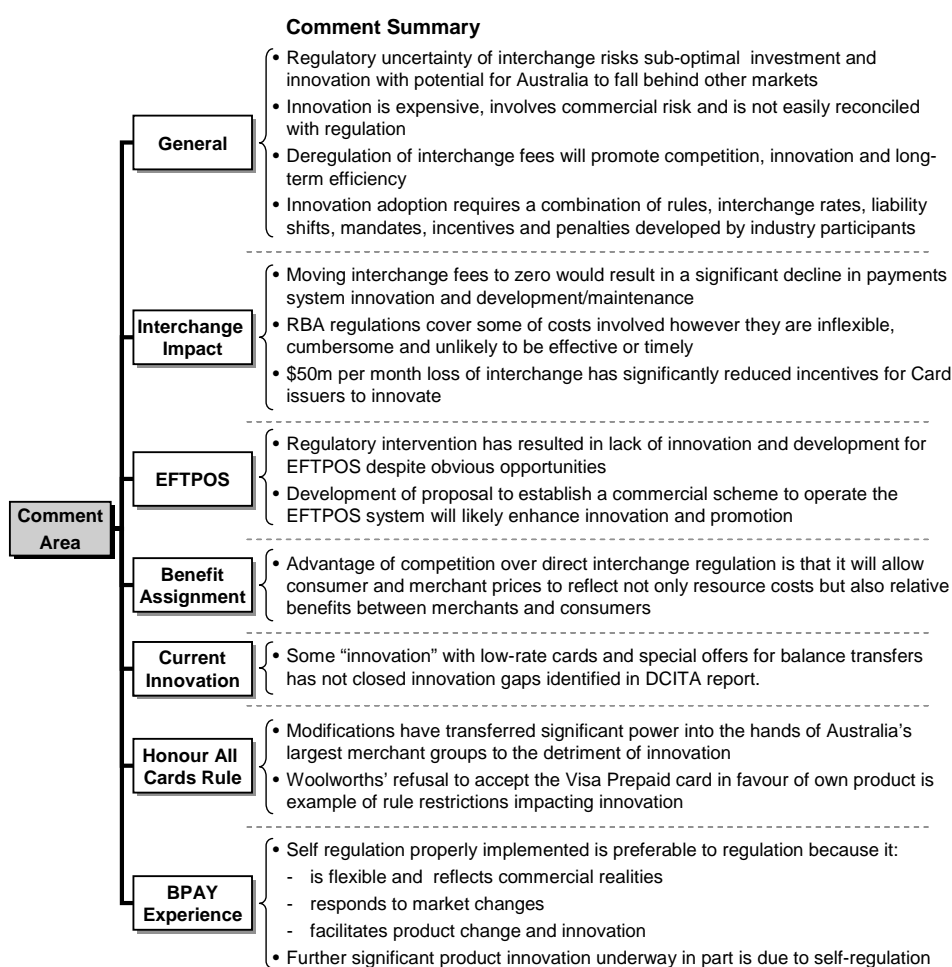 Comment Summary
• Regulatory uncertainty of interchange risks sub-optimal investment and
innovation with potential for Australia to fall behind other markets
• Innovation is expensive, involves commercial risk and is not easily reconciled
with regulation
General
• Deregulation of interchange fees will promote competition, innovation and long-
term efficiency
• Innovation adoption requires a combination of rules, interchange rates, liability
shifts, mandates, incentives and penalties developed by industry participants
• Moving interchange fees to zero would result in a significant decline in payments
system innovation and development/maintenance
Interchange
Impact
• RBA regulations cover some of costs involved however they are inflexible,
cumbersome and unlikely to be effective or timely
• $50m per month loss of interchange has significantly reduced incentives for Card
issuers to innovate
• Regulatory intervention has resulted in lack of innovation and development for
EFTPOS despite obvious opportunities
EFTPOS
• Development of proposal to establish a commercial scheme to operate the
EFTPOS system will likely enhance innovation and promotion
Comment
Area
Benefit
Assignment
• Advantage of competition over direct interchange regulation is that it will allow
consumer and merchant prices to reflect not only resource costs but also relative
benefits between merchants and consumers
Current
Innovation
• Some “innovation” with low-rate cards and special offers for balance transfers
has not closed innovation gaps identified in DCITA report.
Honour All
Cards Rule
• Modifications have transferred significant power into the hands of Australia’s
largest merchant groups to the detriment of innovation
• Woolworths’ refusal to accept the Visa Prepaid card in favour of own product is
example of rule restrictions impacting innovation
BPAY
Experience
• Self regulation properly implemented is preferable to regulation because it:
- is flexible and reflects commercial realities
- responds to market changes
- facilitates product change and innovation
• Further significant product innovation underway in part is due to self-regulation